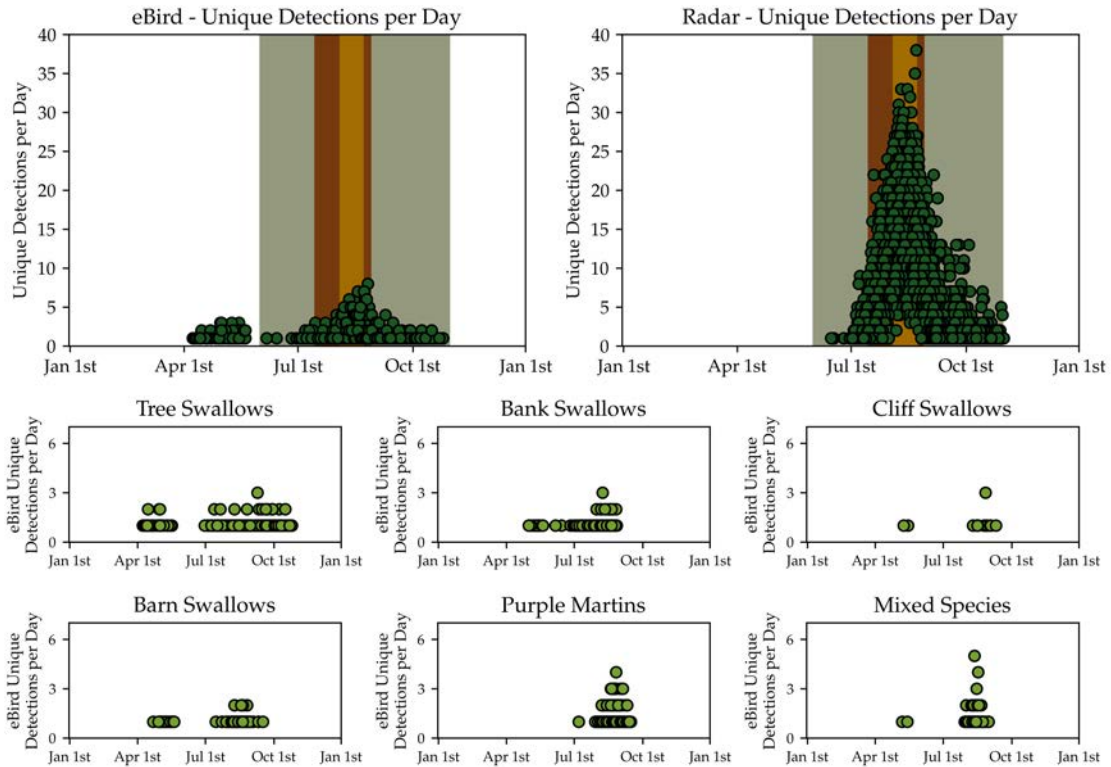 eBird - Unique Detections per Day
Unique Detections per Day
40
35
30
25
20
15
10
5
0
Jan 1st Apr 1st Jul 1st Oct 1st Jan 1st
Radar - Unique Detections per Day
Unique Detections per Day
40
35
30
25
20
15
10
5
0
Jan 1st Apr 1st Jul 1st Oct 1st Jan 1st
Tree Swallows
eBird Unique
Detections per Day
6
3
0
Jan 1st Apr 1st Jul 1st Oct 1st Jan 1st
Bank Swallows
eBird Unique
Detections per Day
6
3
0
Jan 1st Apr 1st Jul 1st Oct 1st Jan 1st
Cliff Swallows
eBird Unique
Detections per Day
6
3
0
Jan 1st Apr 1st Jul 1st Oct 1st Jan 1st
Barn Swallows
eBird Unique
Detections per Day
6
3
0
Jan 1st Apr 1st Jul 1st Oct 1st Jan 1st
Purple Martins
eBird Unique
Detections per Day
6
3
0
Jan 1st Apr 1st Jul 1st Oct 1st Jan 1st
Mixed Species
eBird Unique
Detections per Day
6
3
0
Jan 1st Apr 1st Jul 1st Oct 1st Jan 1st